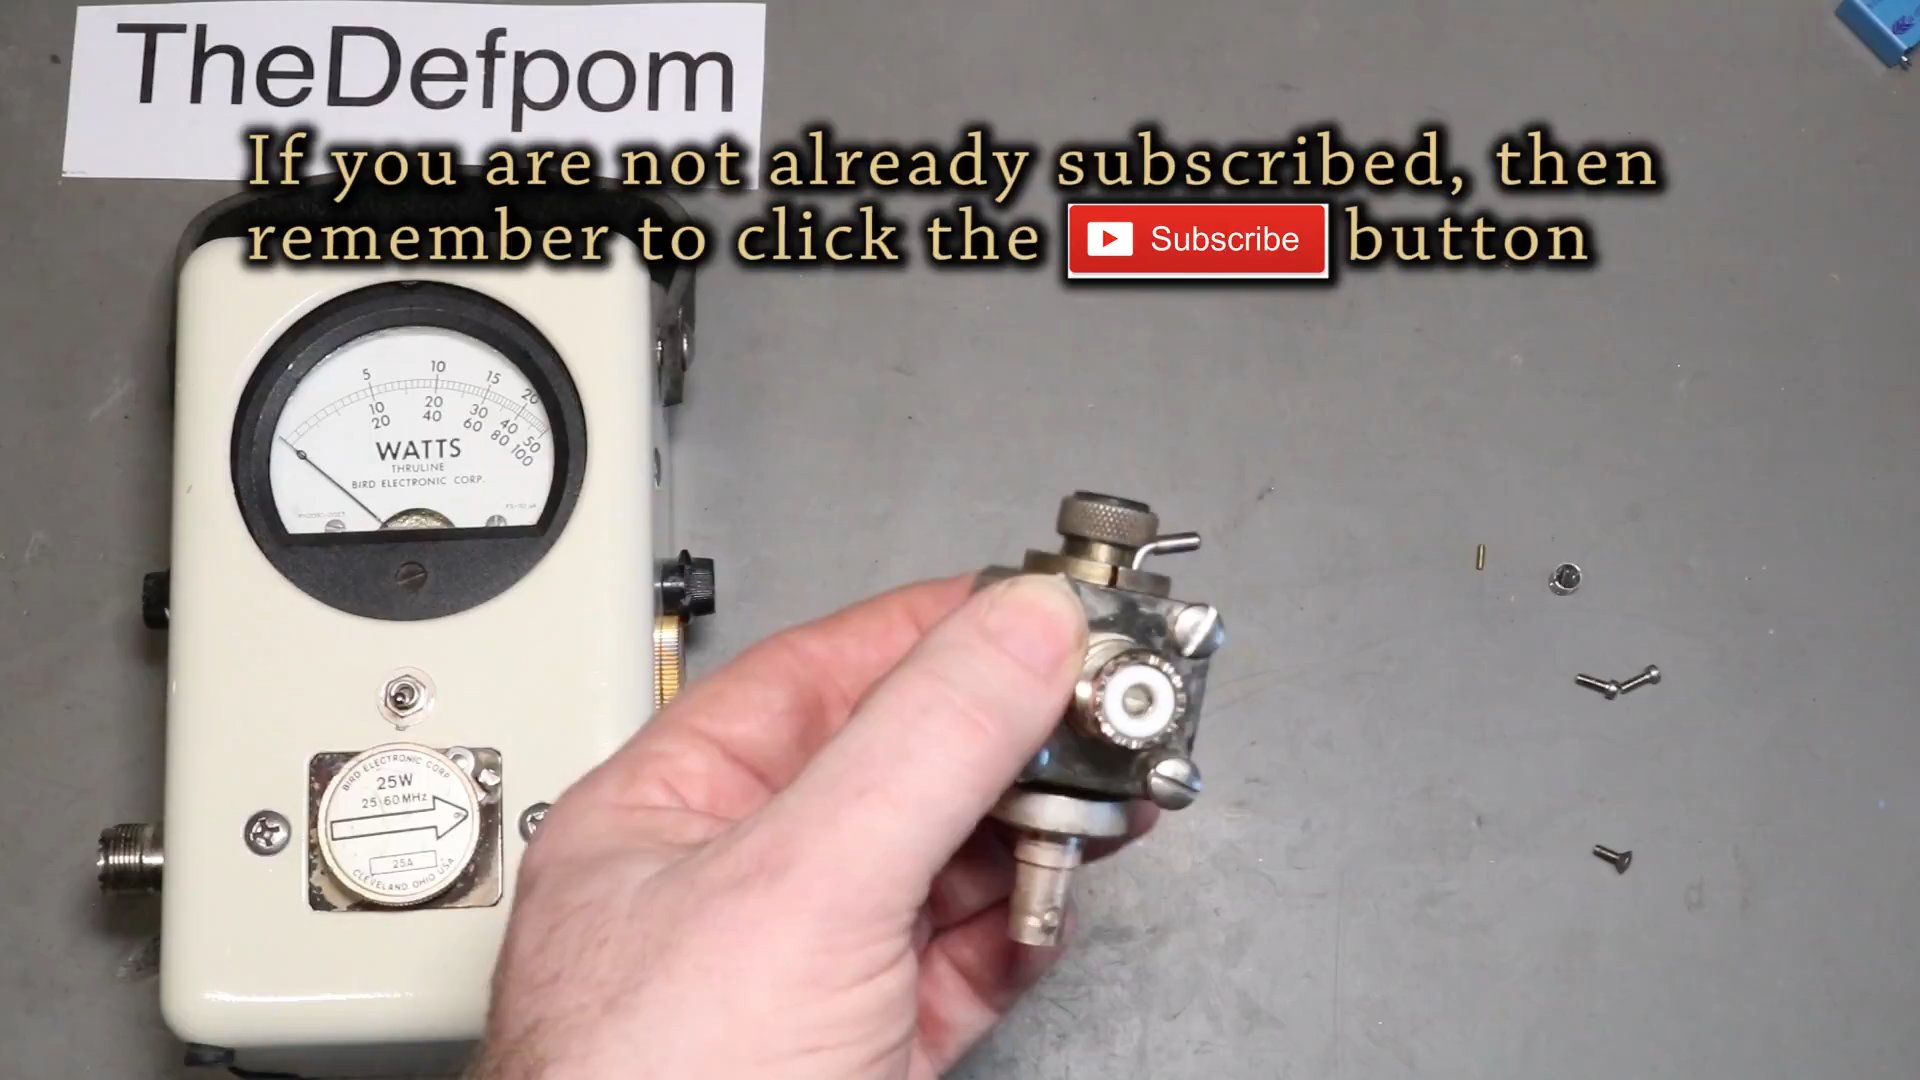 TheDefpom
If you are not already subscribed, then
remember to click the Subscribe button
5 10 15 20
10 20 30 40 50
20 40 60 80 100
WATTS
THRULINE
BIRD ELECTRONIC CORP.
BIRD ELECTRONIC CORP
25W
25-60MHz
25A
CLEVELAND, OHIO USA